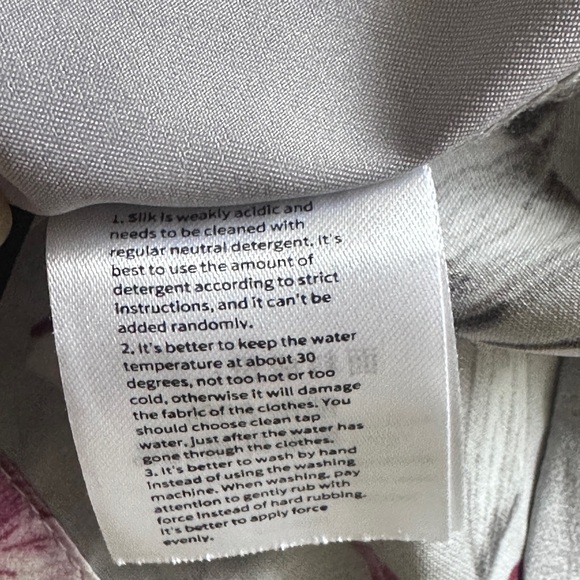 1. Silk is weakly acidic and
needs to be cleaned with
regular neutral detergent. It's
best to use the amount of
detergent according to strict
instructions, and it can't be
added randomly.
2. It's better to keep the water
temperature at about 30
degrees, not too hot or too
cold, otherwise it will damage
the fabric of the clothes. You
should choose clean tap
water, just after the water has
gone through the clothes.
3. It's better to wash by hand
instead of using the washing
machine. When washing, pay
attention to gently rub with
force instead of hard rubbing.
It's better to apply force
evenly.